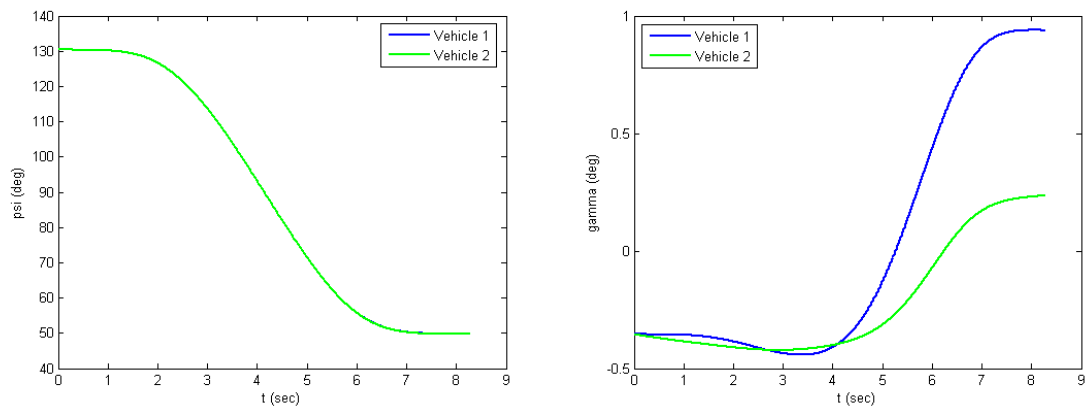 140
130
120
110
100
90
80
70
60
50
40
0 1 2 3 4 5 6 7 8 9
psi (deg)
t (sec)
Vehicle 1
Vehicle 2
1
0.5
0
-0.5
0 1 2 3 4 5 6 7 8 9
gamma (deg)
t (sec)
Vehicle 1
Vehicle 2